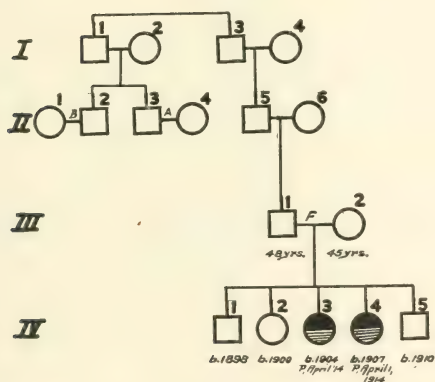 I 1 2 3 4
II 1 B 2 3 A 4 5 6
III 1 F 2
48 yrs. 45 yrs.
IV 1 2 3 4 5
b.1898 b.1900 b.1904 b.1907 b.1910
P. April '14 P. April 1,
1914